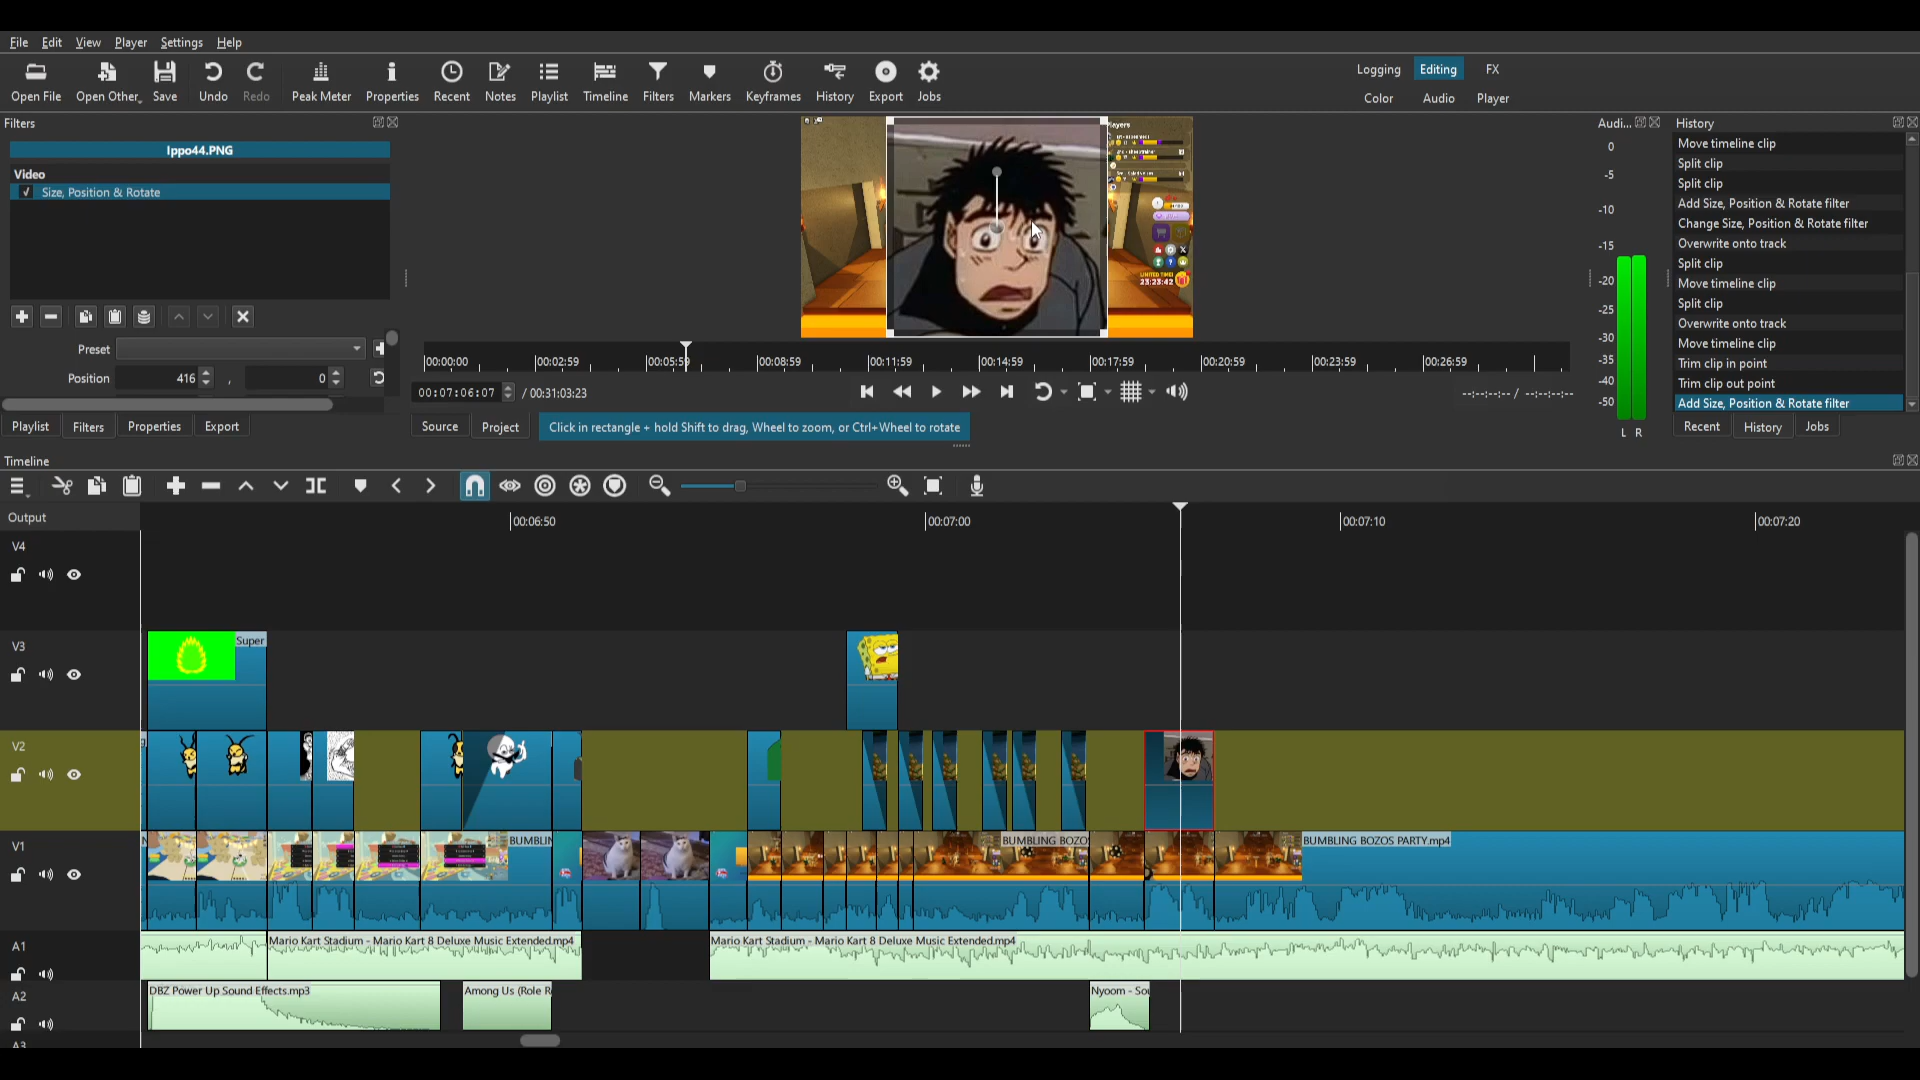 File Edit View Player Settings Help
Open File Open Other... Save Undo Redo Peak Meter Properties Recent Notes Playlist Timeline Filters Markers Keyframes History Export Jobs
Logging Editing FX
Color Audio Player
Filters
Ippo44.PNG
Video
Size, Position & Rotate
Preset
Position 416 , 0
Playlist Filters Properties Export
Players
LIMITED TIME!
23:23:42
00:00:00 00:02:59 00:05:59 00:08:59 00:11:59 00:14:59 00:17:59 00:20:59 00:23:59 00:26:59
00:07:06:07 / 00:31:03:23
--:--:--:-- / --:--:--:--
Source Project Click in rectangle + hold Shift to drag, Wheel to zoom, or Ctrl+Wheel to rotate
Audi...
0
-5
-10
-15
-20
-25
-30
-35
-40
-50
L R
History
Move timeline clip
Split clip
Split clip
Add Size, Position & Rotate filter
Change Size, Position & Rotate filter
Overwrite onto track
Split clip
Move timeline clip
Split clip
Overwrite onto track
Move timeline clip
Trim clip in point
Trim clip out point
Add Size, Position & Rotate filter
Recent History Jobs
Timeline
Output
00:06:50 00:07:00 00:07:10 00:07:20
V4
V3
Super
V2
V1
BUMBLIN BUMBLING BOZO BUMBLING BOZOS PARTY.mp4
A1
Mario Kart Stadium - Mario Kart 8 Deluxe Music Extended.mp4 Mario Kart Stadium - Mario Kart 8 Deluxe Music Extended.mp4
A2
DBZ Power Up Sound Effects.mp3 Among Us (Role R Nyoom - Sou
A3